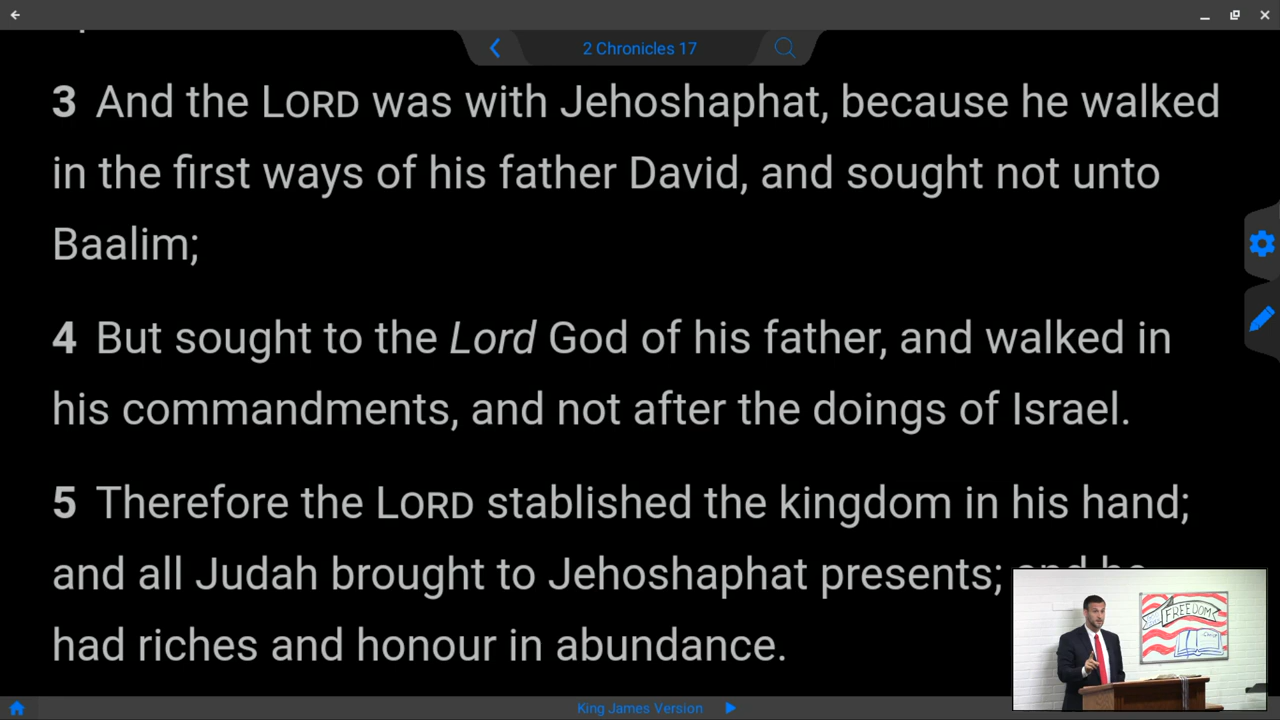 2 Chronicles 17
3 And the LORD was with Jehoshaphat, because he walked
in the first ways of his father David, and sought not unto
Baalim;
4 But sought to the Lord God of his father, and walked in
his commandments, and not after the doings of Israel.
5 Therefore the LORD stablished the kingdom in his hand;
and all Judah brought to Jehoshaphat presents; and he
had riches and honour in abundance.
FREEDOM
King James Version